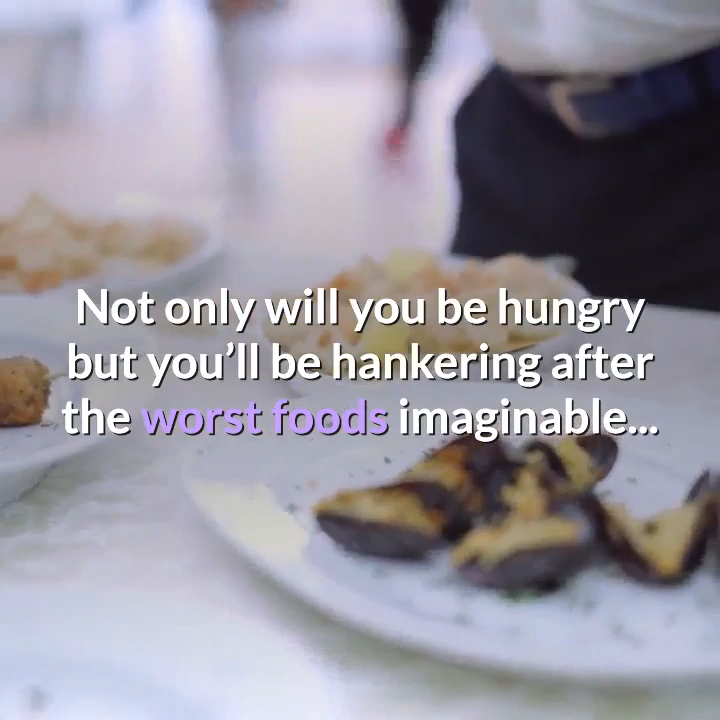 Not only will you be hungry
but you’ll be hankering after
the worst foods imaginable...